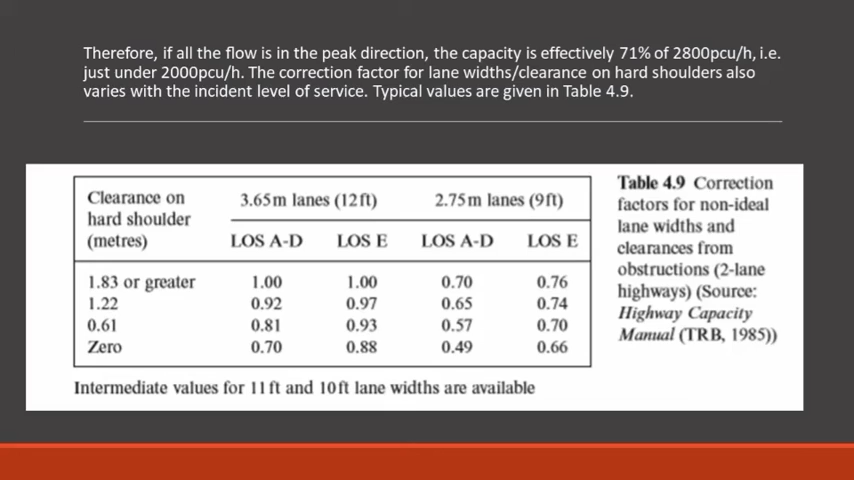 Therefore, if all the flow is in the peak direction, the capacity is effectively 71% of 2800pcu/h, i.e.
just under 2000pcu/h. The correction factor for lane widths/clearance on hard shoulders also
varies with the incident level of service. Typical values are given in Table 4.9.
Clearance on hard shoulder (metres) 3.65m lanes (12ft) 2.75m lanes (9ft)
LOS A-D LOS E LOS A-D LOS E
1.83 or greater 1.00 1.00 0.70 0.76
1.22 0.92 0.97 0.65 0.74
0.61 0.81 0.93 0.57 0.70
Zero 0.70 0.88 0.49 0.66
Intermediate values for 11ft and 10ft lane widths are available
Table 4.9 Correction
factors for non-ideal
lane widths and
clearances from
obstructions (2-lane
highways) (Source:
Highway Capacity
Manual (TRB, 1985))